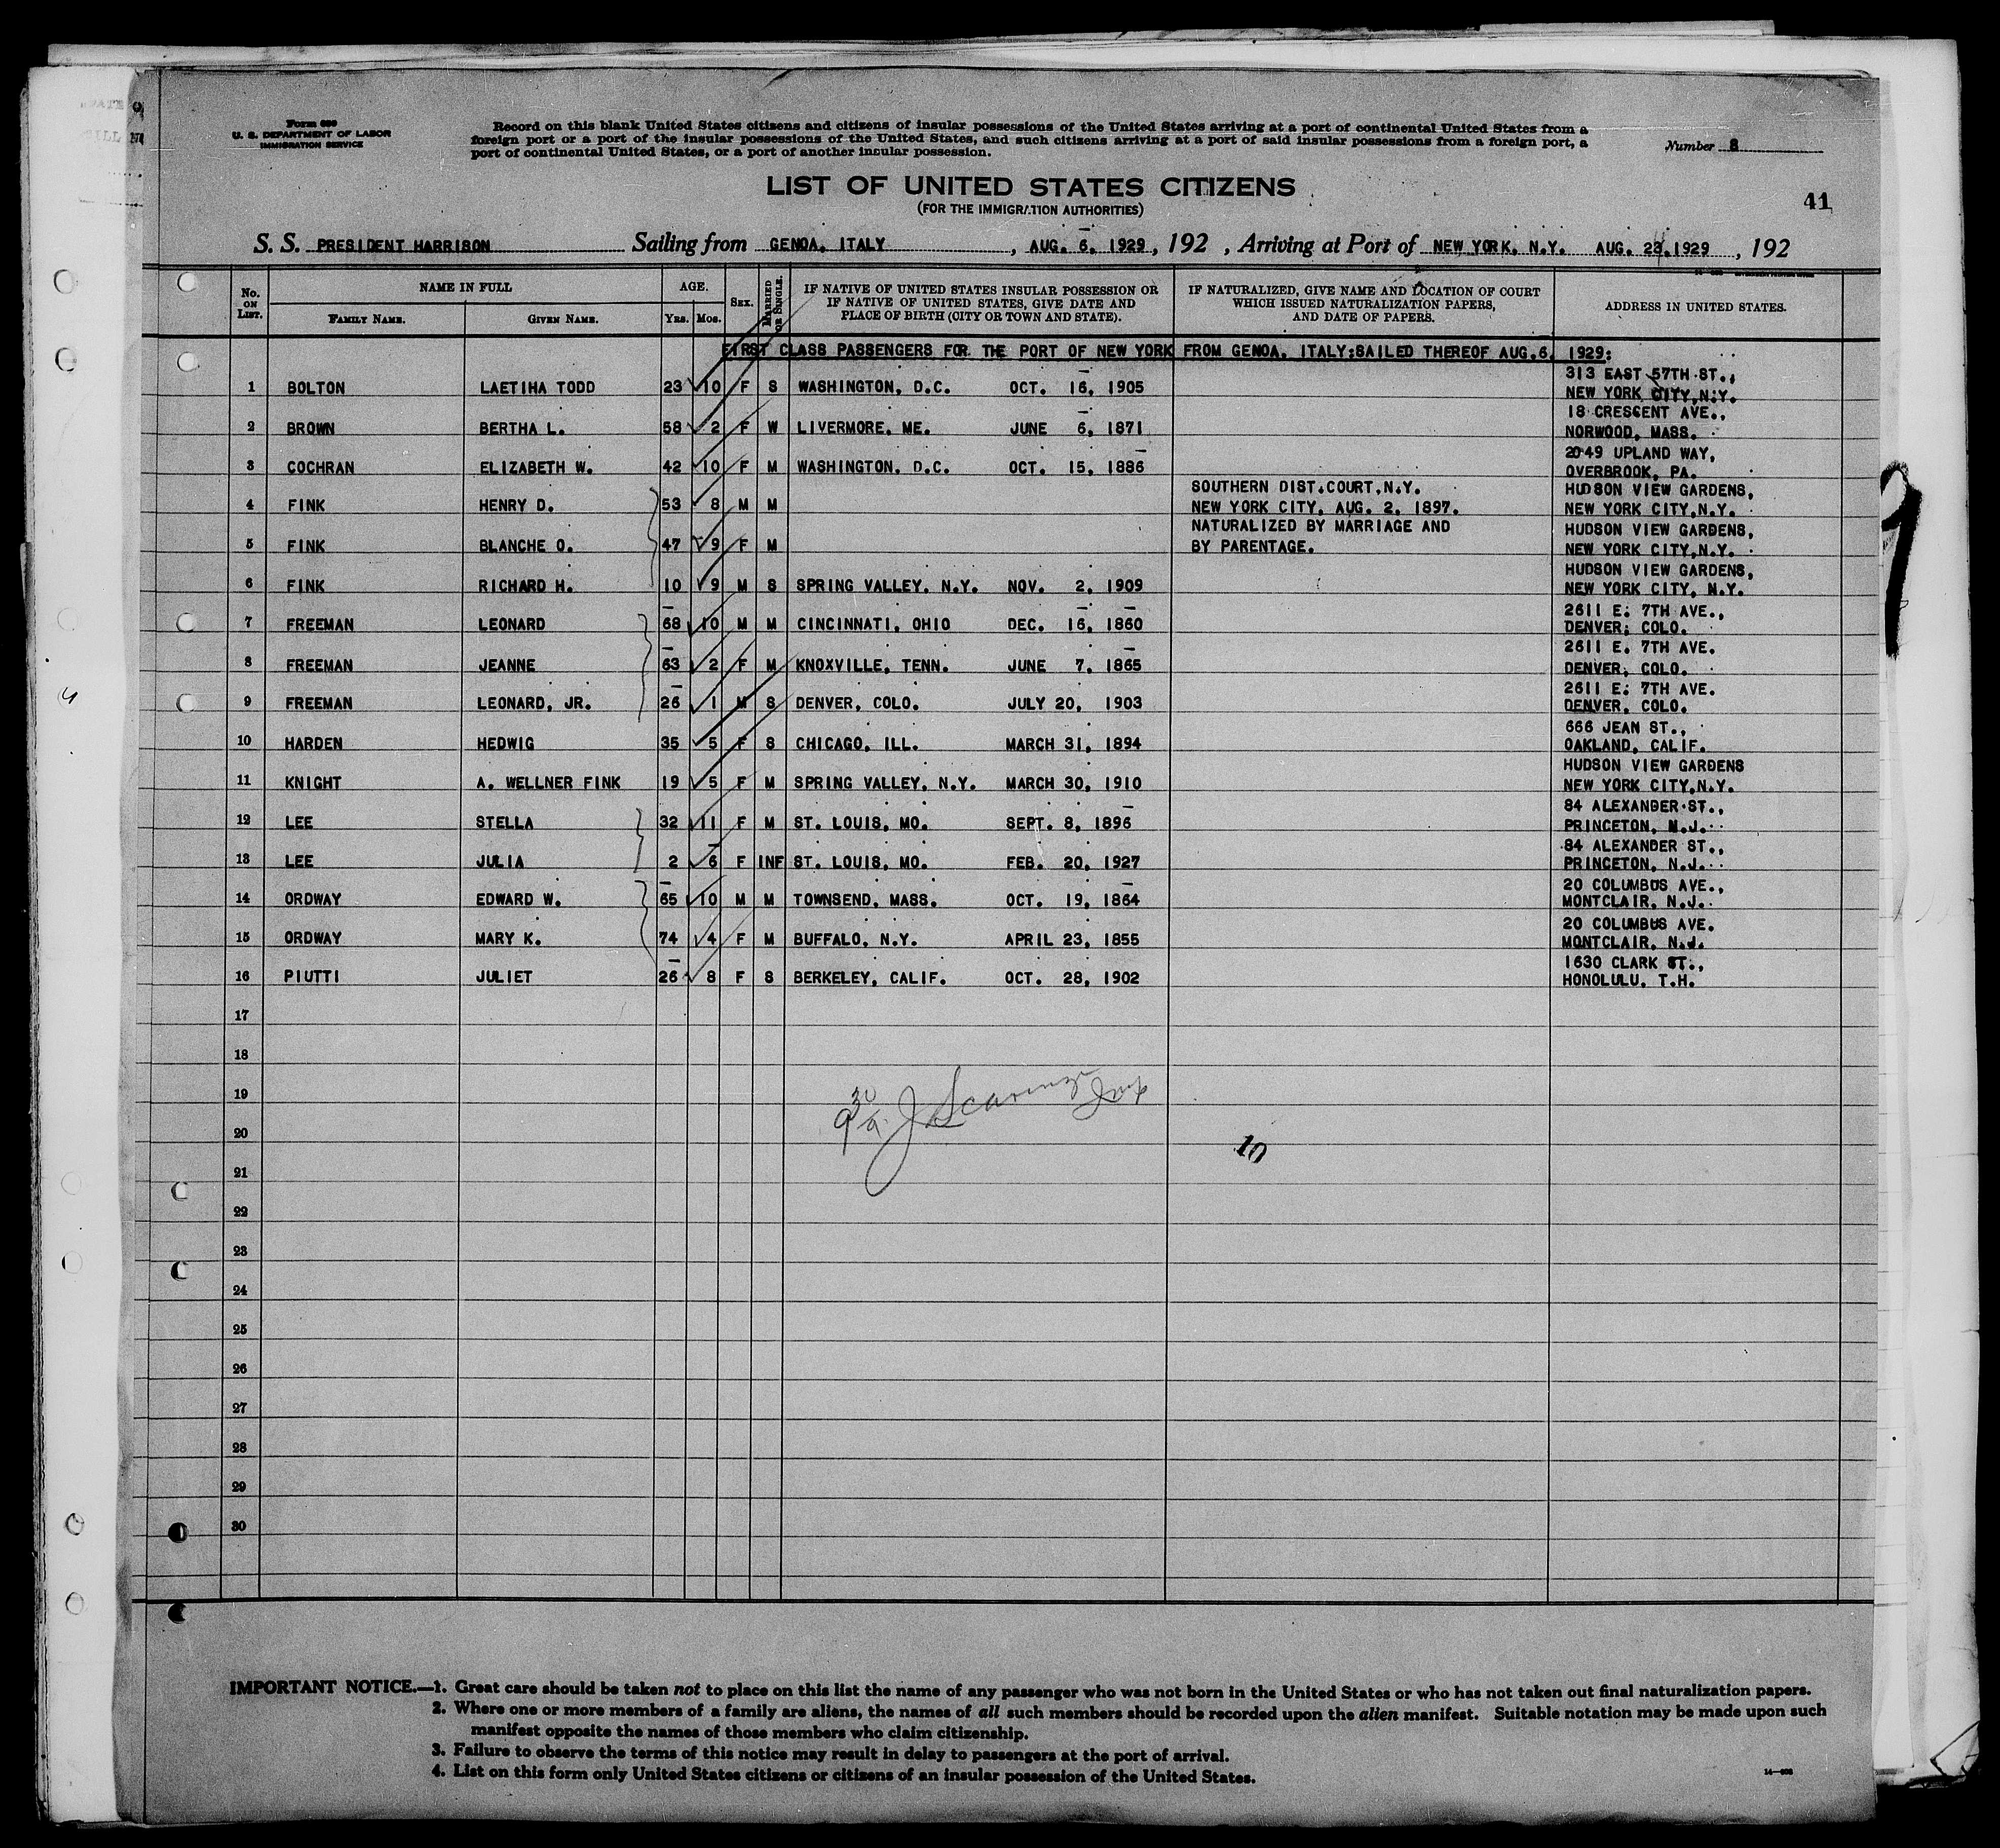 Form 630
U. S. DEPARTMENT OF LABOR
IMMIGRATION SERVICE
Record on this blank United States citizens and citizens of insular possessions of the United States arriving at a port of continental United States from a
foreign port or a port of the insular possessions of the United States, and such citizens arriving at a port of said insular possessions from a foreign port, a
port of continental United States, or a port of another insular possession.
Number 8
LIST OF UNITED STATES CITIZENS
(FOR THE IMMIGRATION AUTHORITIES)
41
S. S. PRESIDENT HARRISON Sailing from GENOA, ITALY, AUG. 6, 1929, 192 , Arriving at Port of NEW YORK, N.Y. AUG. 23, 1929, 192
No. ON LIST. NAME IN FULL AGE. SEX. MARRIED OR SINGLE. IF NATIVE OF UNITED STATES INSULAR POSSESSION OR IF NATIVE OF UNITED STATES, GIVE DATE AND PLACE OF BIRTH (CITY OR TOWN AND STATE). IF NATURALIZED, GIVE NAME AND LOCATION OF COURT WHICH ISSUED NATURALIZATION PAPERS, AND DATE OF PAPERS. ADDRESS IN UNITED STATES.
FAMILY NAME. GIVEN NAME. Yrs. Mos.
FIRST CLASS PASSENGERS FOR THE PORT OF NEW YORK FROM GENOA, ITALY:SAILED THEREOF AUG.6, 1929:
1 BOLTON LAETIHA TODD 23 10 F S WASHINGTON, D.C. OCT. 16, 1905 313 EAST 57TH ST., NEW YORK CITY,N.Y.
2 BROWN BERTHA L. 58 2 F W LIVERMORE, ME. JUNE 6, 1871 18 CRESCENT AVE., NORWOOD, MASS.
3 COCHRAN ELIZABETH W. 42 10 F M WASHINGTON, D.C. OCT. 15, 1886 2049 UPLAND WAY, OVERBROOK, PA.
4 FINK HENRY D. 53 8 M M SOUTHERN DIST.COURT,N.Y. NEW YORK CITY, AUG. 2, 1897. HUDSON VIEW GARDENS, NEW YORK CITY,N.Y.
5 FINK BLANCHE O. 47 9 F M NATURALIZED BY MARRIAGE AND BY PARENTAGE. HUDSON VIEW GARDENS, NEW YORK CITY,N.Y.
6 FINK RICHARD H. 10 9 M S SPRING VALLEY, N.Y. NOV. 2, 1909 HUDSON VIEW GARDENS, NEW YORK CITY, N.Y.
7 FREEMAN LEONARD 68 10 M M CINCINNATI, OHIO DEC. 16, 1860 2611 E. 7TH AVE., DENVER, COLO.
8 FREEMAN JEANNE 63 2 F M KNOXVILLE, TENN. JUNE 7, 1865 2611 E. 7TH AVE. DENVER, COLO.
9 FREEMAN LEONARD, JR. 26 1 M S DENVER, COLO. JULY 20, 1903 2611 E. 7TH AVE. DENVER, COLO.
10 HARDEN HEDWIG 35 5 F S CHICAGO, ILL. MARCH 31, 1894 666 JEAN ST., OAKLAND, CALIF.
11 KNIGHT A. WELLNER FINK 19 5 F M SPRING VALLEY, N.Y. MARCH 30, 1910 HUDSON VIEW GARDENS NEW YORK CITY,N.Y.
12 LEE STELLA 32 11 F M ST. LOUIS, MO. SEPT. 8, 1896 84 ALEXANDER ST., PRINCETON, N.J.
13 LEE JULIA 2 6 F INF ST. LOUIS, MO. FEB. 20, 1927 84 ALEXANDER ST., PRINCETON, N.J.
14 ORDWAY EDWARD W. 65 10 M M TOWNSEND, MASS. OCT. 19, 1864 20 COLUMBUS AVE., MONTCLAIR, N.J.
15 ORDWAY MARY K. 74 4 F M BUFFALO, N.Y. APRIL 23, 1855 20 COLUMBUS AVE. MONTCLAIR, N.J.
16 PIUTTI JULIET 26 8 F S BERKELEY, CALIF. OCT. 28, 1902 1630 CLARK ST., HONOLULU, T.H.
17
18
19
20
10
21
22
23
24
25
26
27
28
29
30
IMPORTANT NOTICE.—1. Great care should be taken not to place on this list the name of any passenger who was not born in the United States or who has not taken out final naturalization papers.
2. Where one or more members of a family are aliens, the names of all such members should be recorded upon the alien manifest. Suitable notation may be made upon such
manifest opposite the names of those members who claim citizenship.
3. Failure to observe the terms of this notice may result in delay to passengers at the port of arrival.
4. List on this form only United States citizens or citizens of an insular possession of the United States.